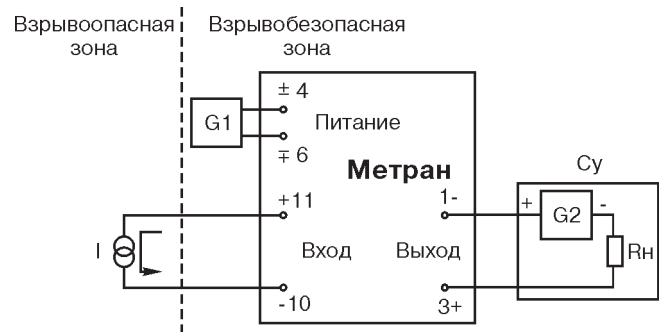 Взрывоопасная
зона
Взрывобезопасная
зона
± 4
G1
Питание
∓ 6
Метран
Су
+11
1-
+
G2
-
I
Вход
Выход
Rн
-10
3+